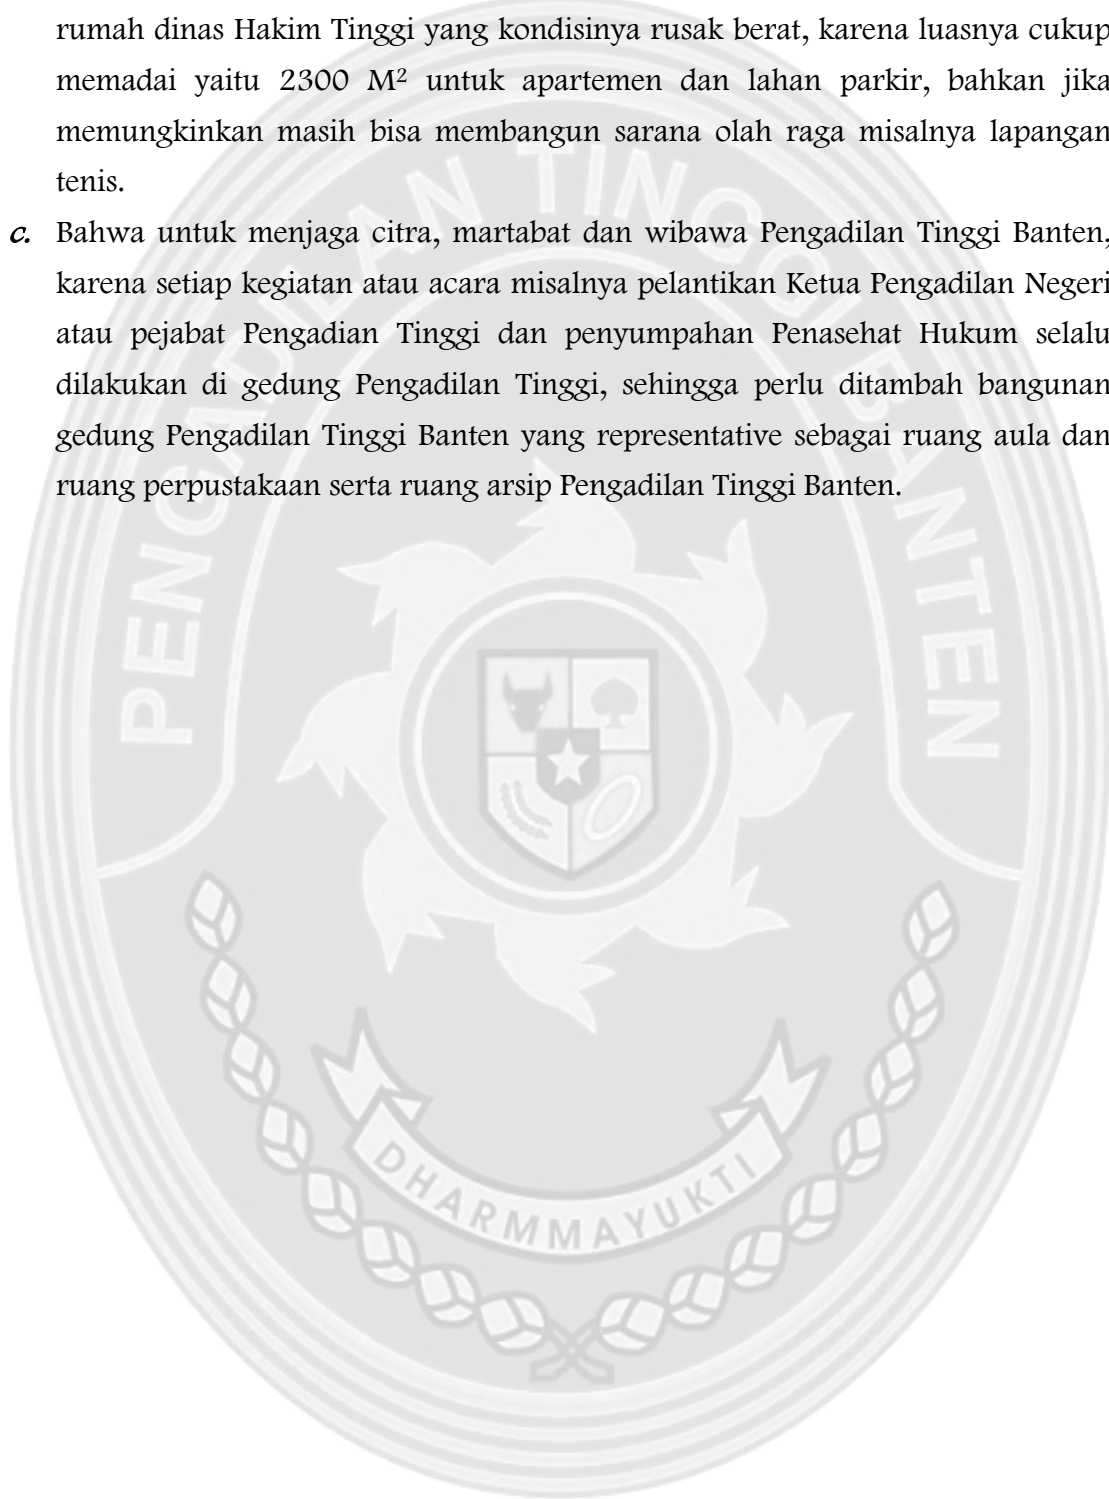 rumah dinas Hakim Tinggi yang kondisinya rusak berat, karena luasnya cukup
memadai yaitu 2300 M² untuk apartemen dan lahan parkir, bahkan jika
memungkinkan masih bisa membangun sarana olah raga misalnya lapangan
tenis.
c. Bahwa untuk menjaga citra, martabat dan wibawa Pengadilan Tinggi Banten,
karena setiap kegiatan atau acara misalnya pelantikan Ketua Pengadilan Negeri
atau pejabat Pengadian Tinggi dan penyumpahan Penasehat Hukum selalu
dilakukan di gedung Pengadilan Tinggi, sehingga perlu ditambah bangunan
gedung Pengadilan Tinggi Banten yang representative sebagai ruang aula dan
ruang perpustakaan serta ruang arsip Pengadilan Tinggi Banten.
PENGADILAN TINGGI BANTEN
DHARMMAYUKTI